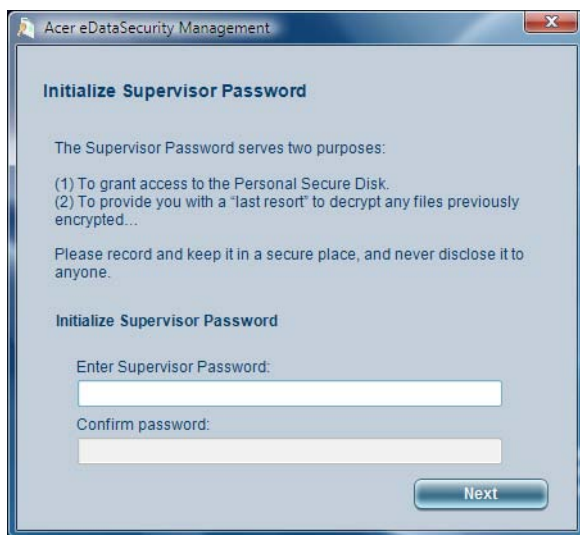 Acer eDataSecurity Management
Initialize Supervisor Password
The Supervisor Password serves two purposes:
(1) To grant access to the Personal Secure Disk.
(2) To provide you with a “last resort” to decrypt any files previously
encrypted...
Please record and keep it in a secure place, and never disclose it to
anyone.
Initialize Supervisor Password
Enter Supervisor Password:
Confirm password:
Next